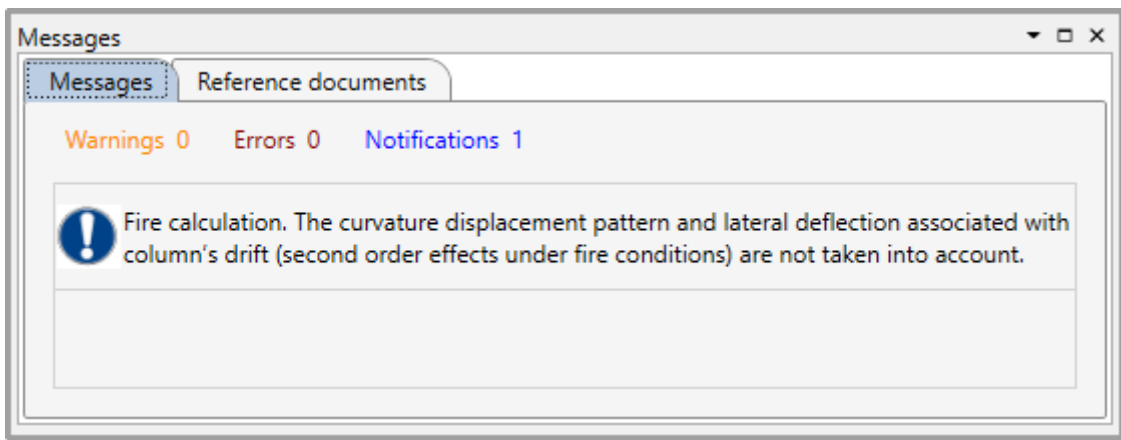 Messages
Messages Reference documents
Warnings 0 Errors 0 Notifications 1
Fire calculation. The curvature displacement pattern and lateral deflection associated with
column’s drift (second order effects under fire conditions) are not taken into account.